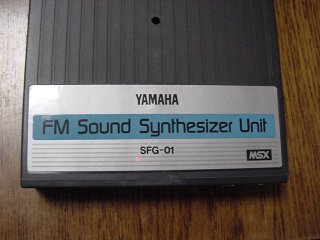 YAMAHA
FM Sound Synthesizer Unit
SFG-01
MSX